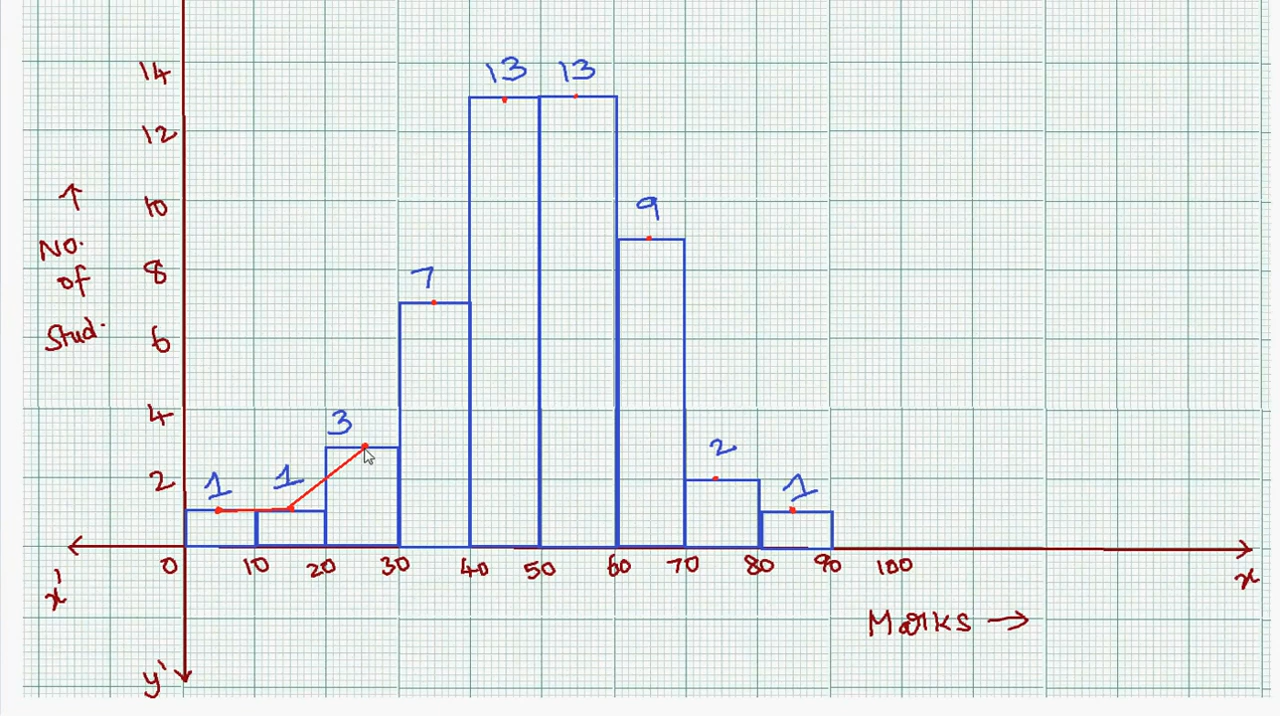 14
13 13
12
10
9
No.
of
Stud.
8
7
6
4
3
2
1 1
2
1
0 10 20 30 40 50 60 70 80 90 100
x'
x
Marks →
y'